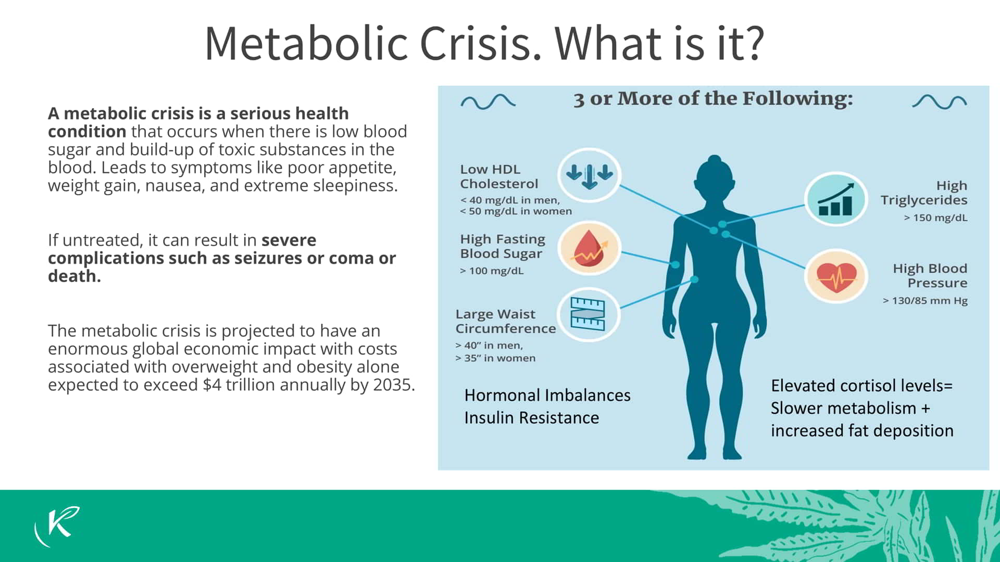 Metabolic Crisis. What is it?
A metabolic crisis is a serious health
condition that occurs when there is low blood
sugar and build-up of toxic substances in the
blood. Leads to symptoms like poor appetite,
weight gain, nausea, and extreme sleepiness.
If untreated, it can result in severe
complications such as seizures or coma or
death.
The metabolic crisis is projected to have an
enormous global economic impact with costs
associated with overweight and obesity alone
expected to exceed $4 trillion annually by 2035.
3 or More of the Following:
Low HDL
Cholesterol
< 40 mg/dL in men,
< 50 mg/dL in women
High Fasting
Blood Sugar
> 100 mg/dL
Large Waist
Circumference
> 40” in men,
> 35” in women
High
Triglycerides
> 150 mg/dL
High Blood
Pressure
> 130/85 mm Hg
Hormonal Imbalances
Insulin Resistance
Elevated cortisol levels=
Slower metabolism +
increased fat deposition
K